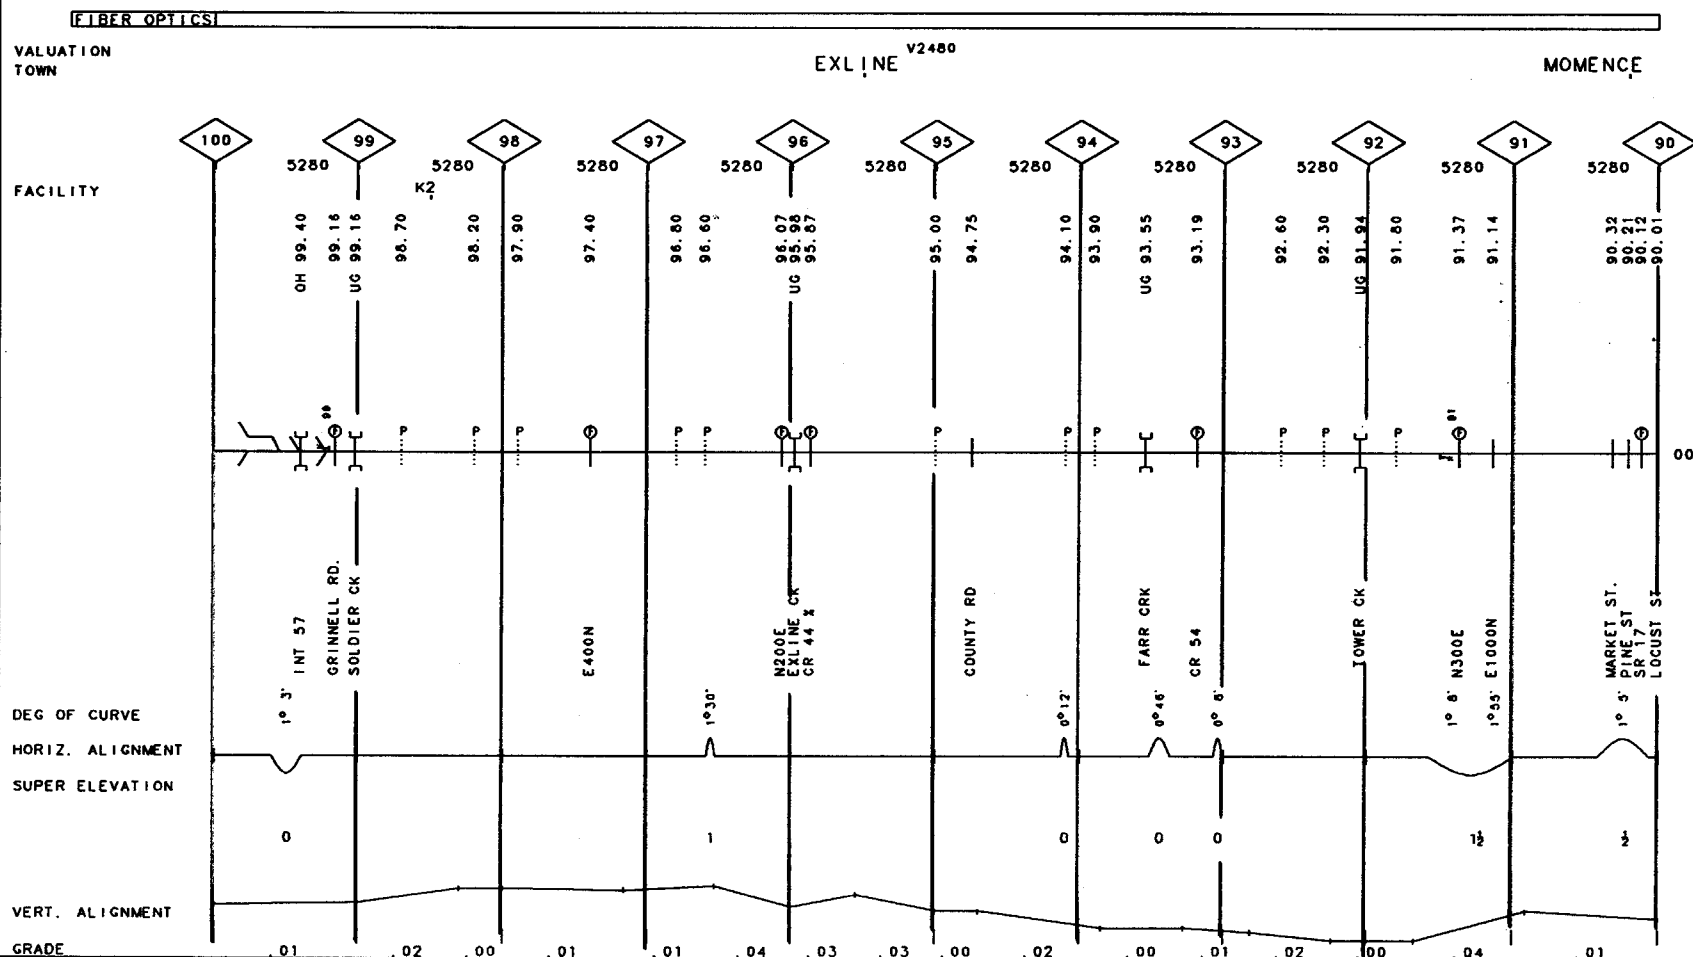 FIBER OPTICS
VALUATION V2480
TOWN EXLINE MOMENCE
100 99 98 97 96 95 94 93 92 91 90
5280 5280 5280 5280 5280 5280 5280 5280 5280 5280
FACILITY K2
OH 99.40
99.16
UG 99.16
98.70
98.20
97.90
97.40
96.80
96.60
96.07
UG 95.98
95.87
95.00
94.75
94.10
93.90
UG 93.55
93.19
92.60
92.30
UG 91.94
91.80
91.37
91.14
90.32
90.21
90.12
90.01
99 91
F P P P F P P F F P P P F P P P F F
00
INT 57
GRINNELL RD.
SOLDIER CK
E400N
N200E
EXLINE CK
CR 44 %
COUNTY RD
FARR CRK
CR 54
TOWER CK
N300E
E100N
MARKET ST.
PINE ST
SR 17
LOCUST ST
DEG OF CURVE 1° 3' 1°30' 0°12' 0°46' 0° 6' 1° 8' 1°55' 1° 5'
HORIZ. ALIGNMENT
SUPER ELEVATION
0 1 0 0 0 1½ ½
VERT. ALIGNMENT
GRADE .01 .02 .00 .01 .01 .04 .03 .03 .00 .02 .00 .01 .02 .00 .04 .01